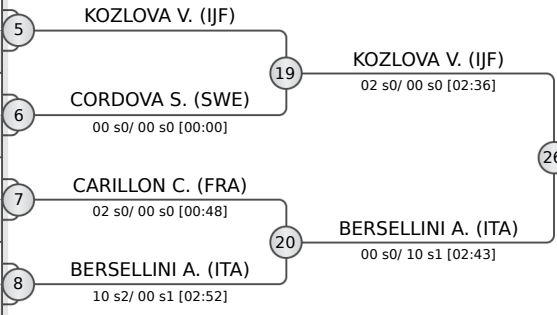 KOZLOVA V. (IJF)
5
19
KOZLOVA V. (IJF)
02 s0/ 00 s0 [02:36]
CORDOVA S. (SWE)
6
00 s0/ 00 s0 [00:00]
26
CARILLON C. (FRA)
7
02 s0/ 00 s0 [00:48]
20
BERSELLINI A. (ITA)
00 s0/ 10 s1 [02:43]
BERSELLINI A. (ITA)
8
10 s2/ 00 s1 [02:52]